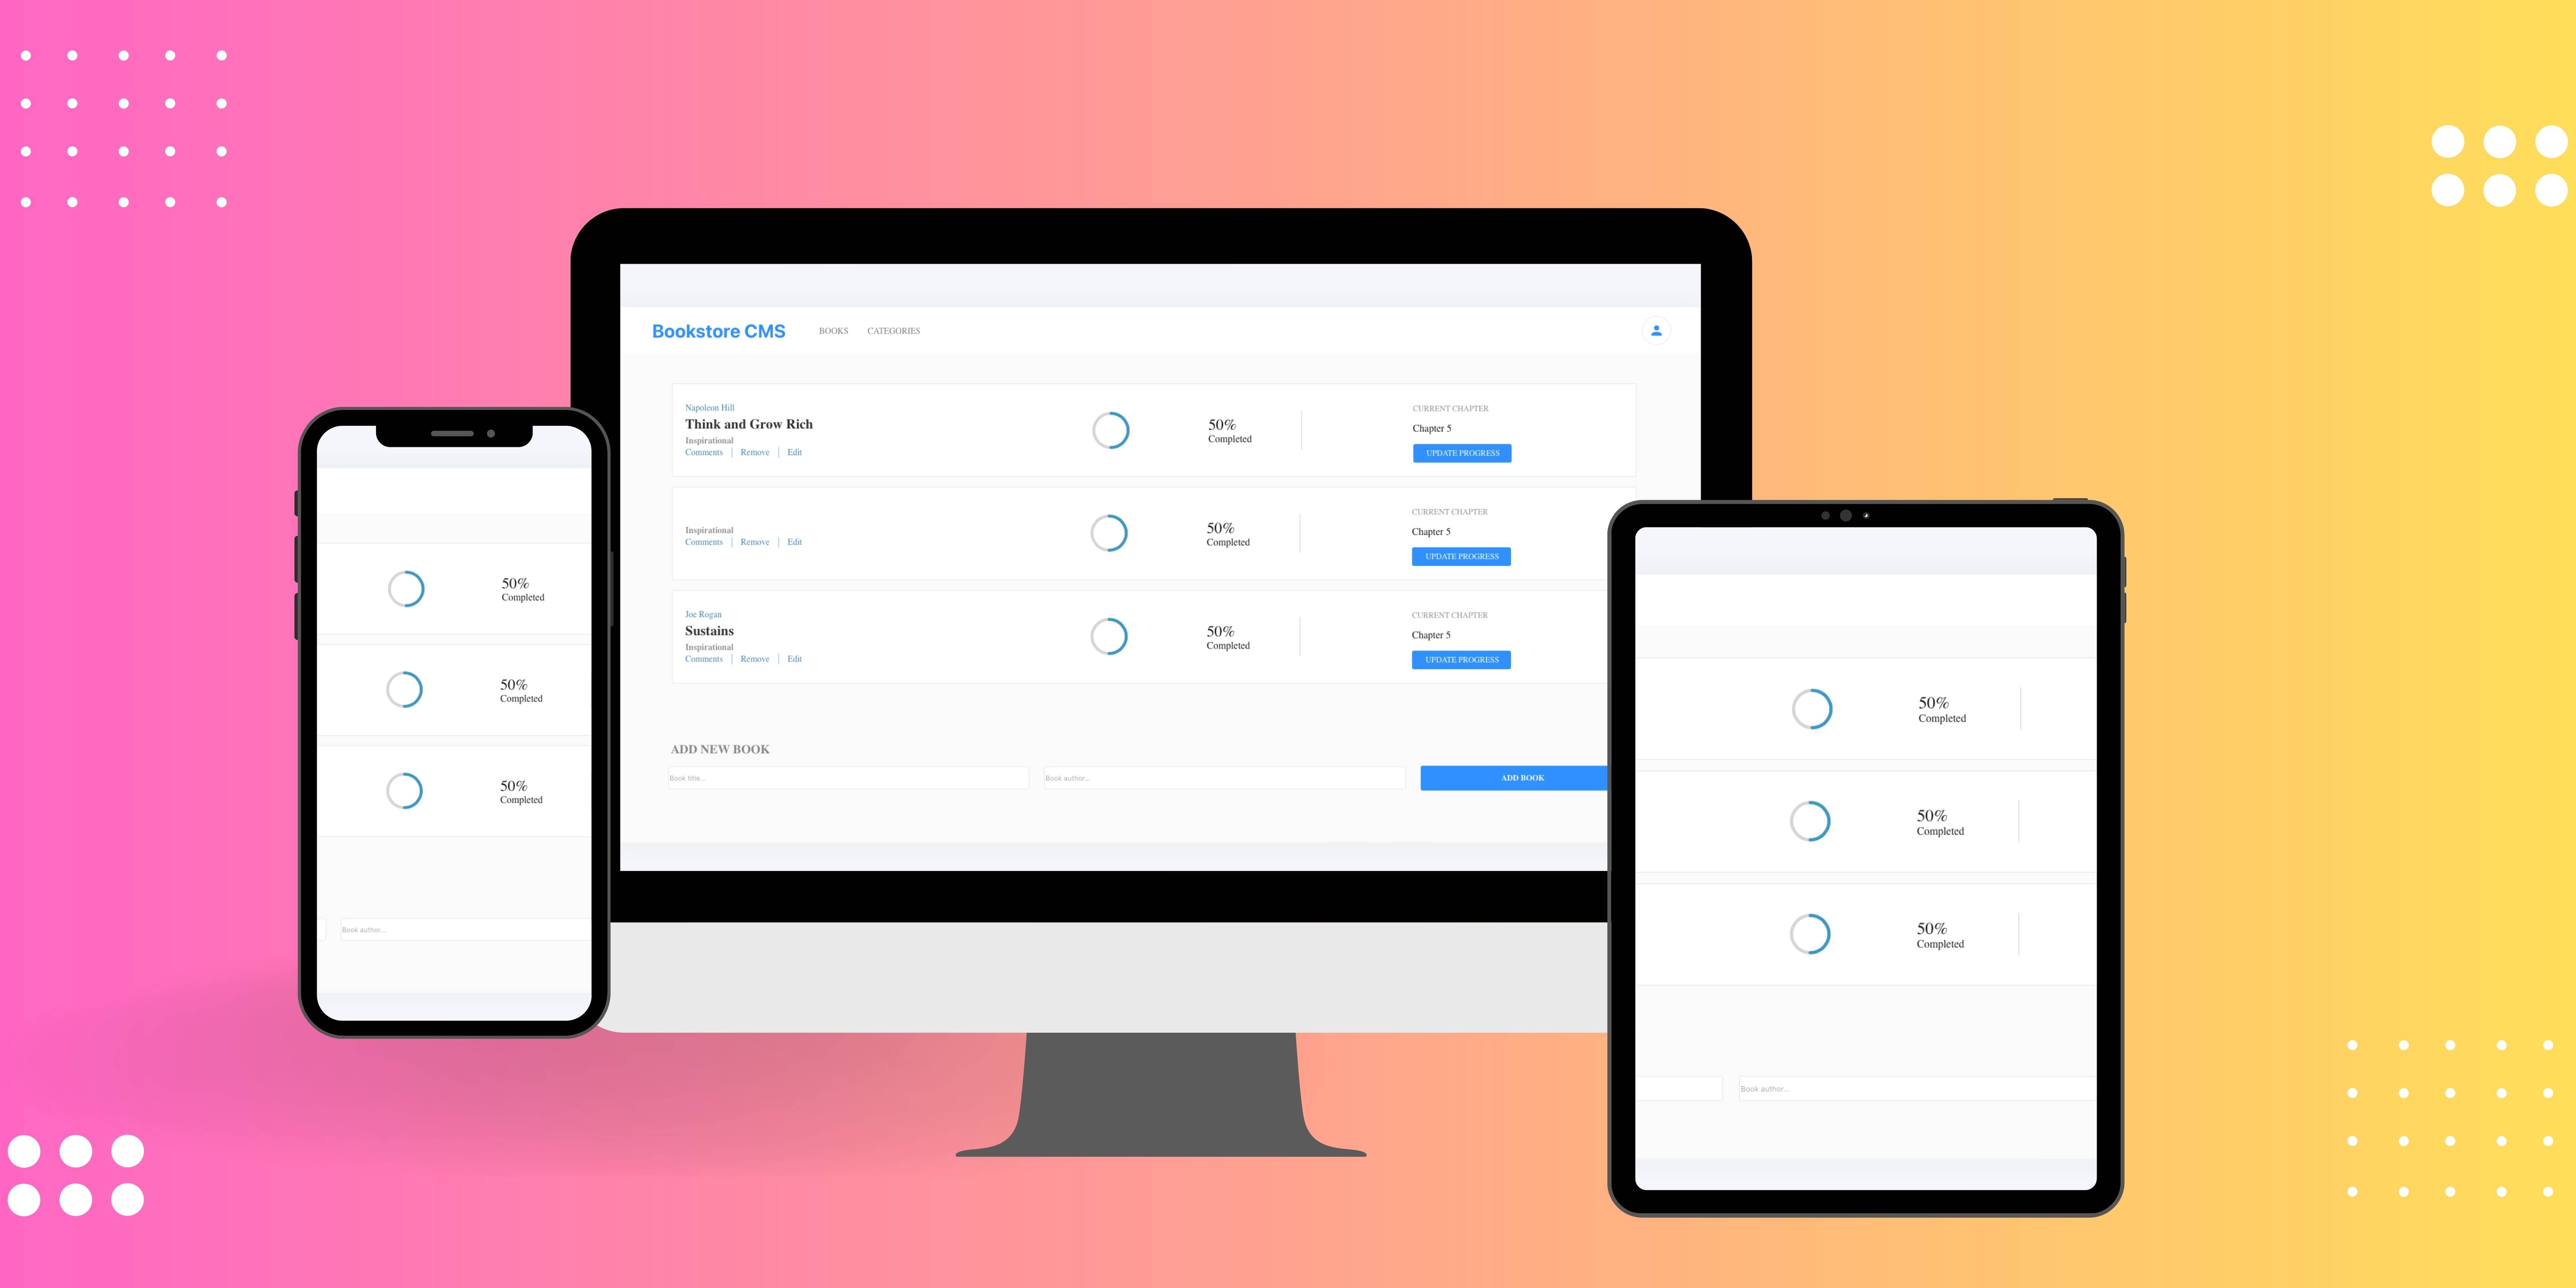 Bookstore CMS BOOKS CATEGORIES
Napoleon Hill
Think and Grow Rich
Inspirational
Comments Remove Edit
50%
Completed
CURRENT CHAPTER
Chapter 5
UPDATE PROGRESS
Inspirational
Comments Remove Edit
50%
Completed
CURRENT CHAPTER
Chapter 5
UPDATE PROGRESS
Joe Rogan
Sustains
Inspirational
Comments Remove Edit
50%
Completed
CURRENT CHAPTER
Chapter 5
UPDATE PROGRESS
ADD NEW BOOK
Book title... Book author... ADD BOOK
50%
Completed
50%
Completed
50%
Completed
Book author...
50%
Completed
50%
Completed
50%
Completed
Book author...